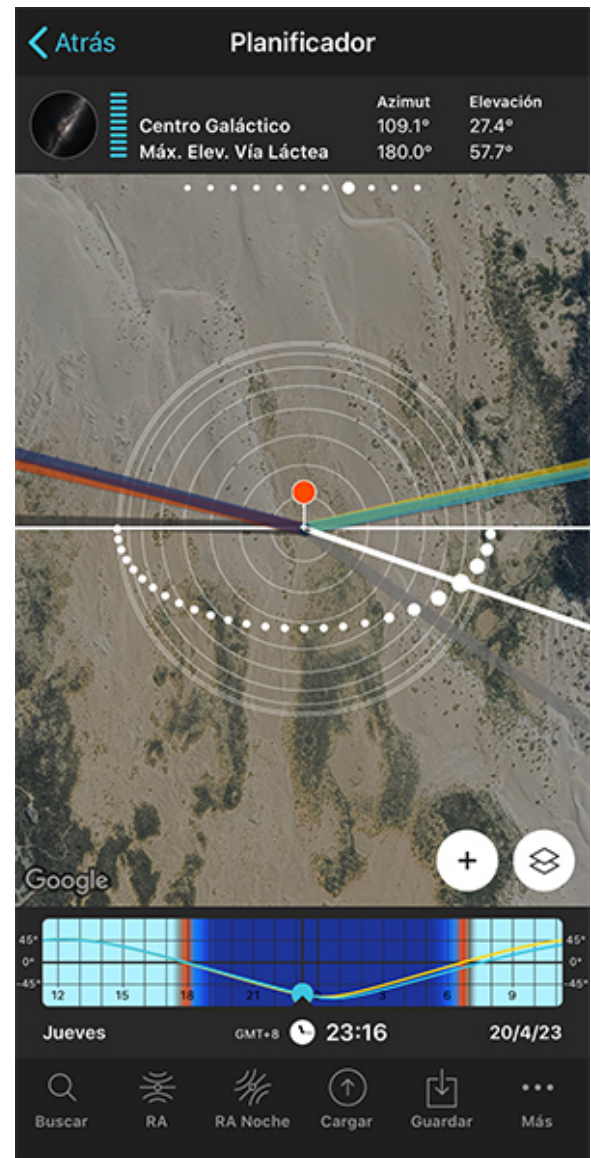 Atrás
Planificador
Azimut Elevación
Centro Galáctico 109.1° 27.4°
Máx. Elev. Vía Láctea 180.0° 57.7°
Google
45° 45°
0° 0°
-45° -45°
12 15 18 21 3 6 9
Jueves GMT+8 23:16 20/4/23
Buscar RA RA Noche Cargar Guardar Más